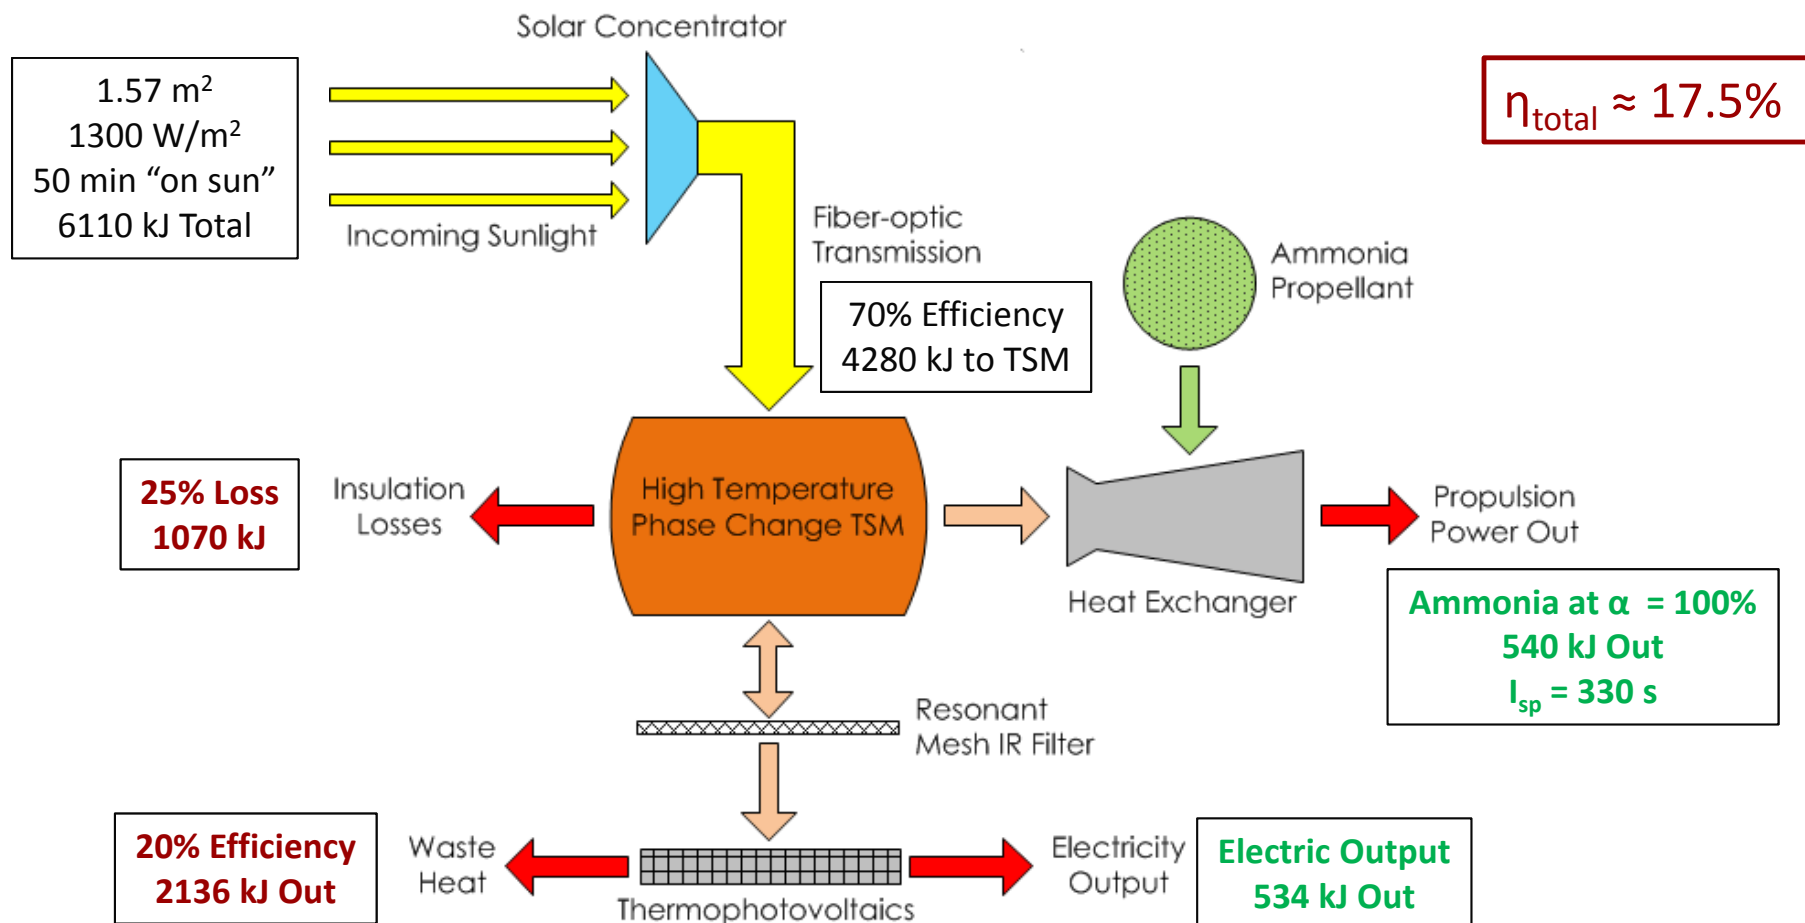 Solar Concentrator
1.57 m²
1300 W/m²
50 min “on sun”
6110 kJ Total
Incoming Sunlight
η_total ≈ 17.5%
Fiber-optic
Transmission
70% Efficiency
4280 kJ to TSM
Ammonia
Propellant
25% Loss
1070 kJ
Insulation
Losses
High Temperature
Phase Change TSM
Heat Exchanger
Propulsion
Power Out
Ammonia at α = 100%
540 kJ Out
I_sp = 330 s
Resonant
Mesh IR Filter
20% Efficiency
2136 kJ Out
Waste
Heat
Thermophotovoltaics
Electricity
Output
Electric Output
534 kJ Out